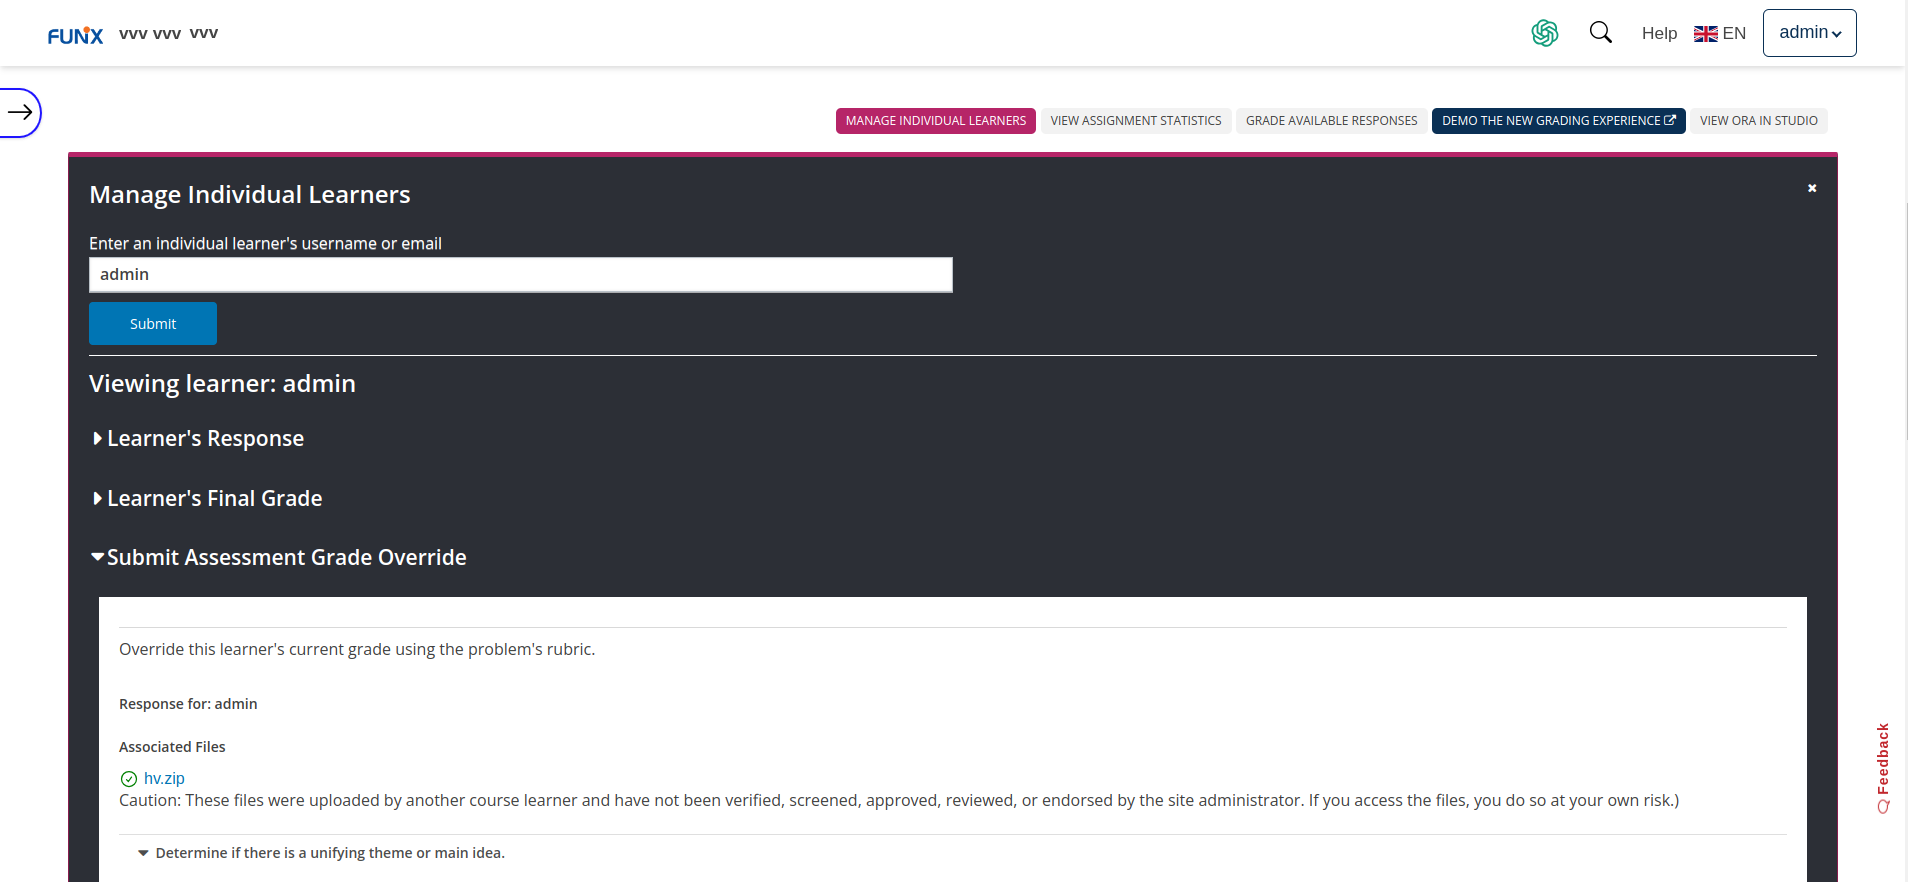 FUNiX vvv vvv vvv Help EN admin
MANAGE INDIVIDUAL LEARNERS VIEW ASSIGNMENT STATISTICS GRADE AVAILABLE RESPONSES DEMO THE NEW GRADING EXPERIENCE VIEW ORA IN STUDIO
Manage Individual Learners
Enter an individual learner's username or email
admin
Submit
Viewing learner: admin
Learner's Response
Learner's Final Grade
Submit Assessment Grade Override
Override this learner's current grade using the problem's rubric.
Response for: admin
Associated Files
hv.zip
Caution: These files were uploaded by another course learner and have not been verified, screened, approved, reviewed, or endorsed by the site administrator. If you access the files, you do so at your own risk.)
Determine if there is a unifying theme or main idea.
Feedback